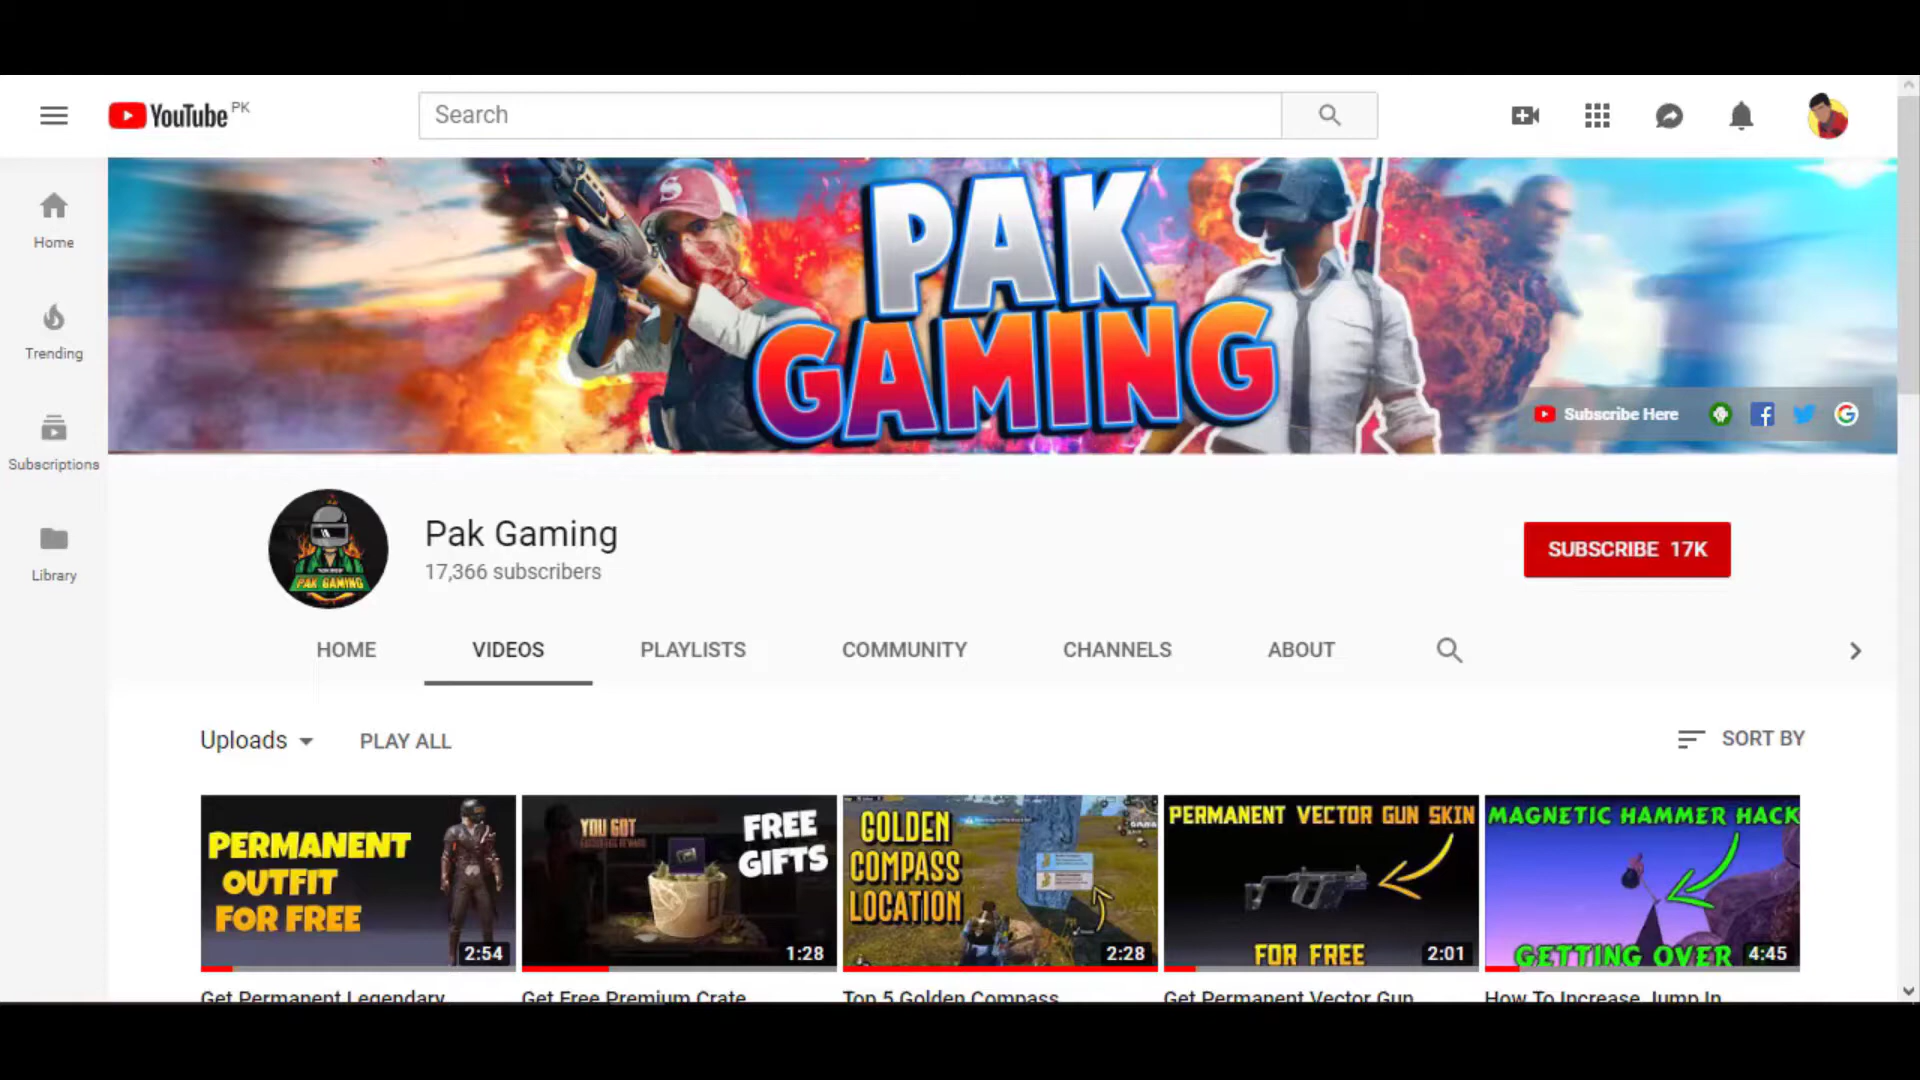 YouTube PK
Search
Home
Trending
Subscriptions
Library
PAK
GAMING
Subscribe Here
PAK GAMING
Pak Gaming
17,366 subscribers
SUBSCRIBE 17K
HOME
VIDEOS
PLAYLISTS
COMMUNITY
CHANNELS
ABOUT
Uploads
PLAY ALL
SORT BY
PERMANENT
OUTFIT
FOR FREE
2:54
YOU GOT
FREE
GIFTS
1:28
GOLDEN
COMPASS
LOCATION
2:28
PERMANENT VECTOR GUN SKIN
FOR FREE
2:01
MAGNETIC HAMMER HACK
GETTING OVER
4:45
Get Permanent Legendary
Get Free Premium Crate
Top 5 Golden Compass
Get Permanent Vector Gun
How To Increase Jump In